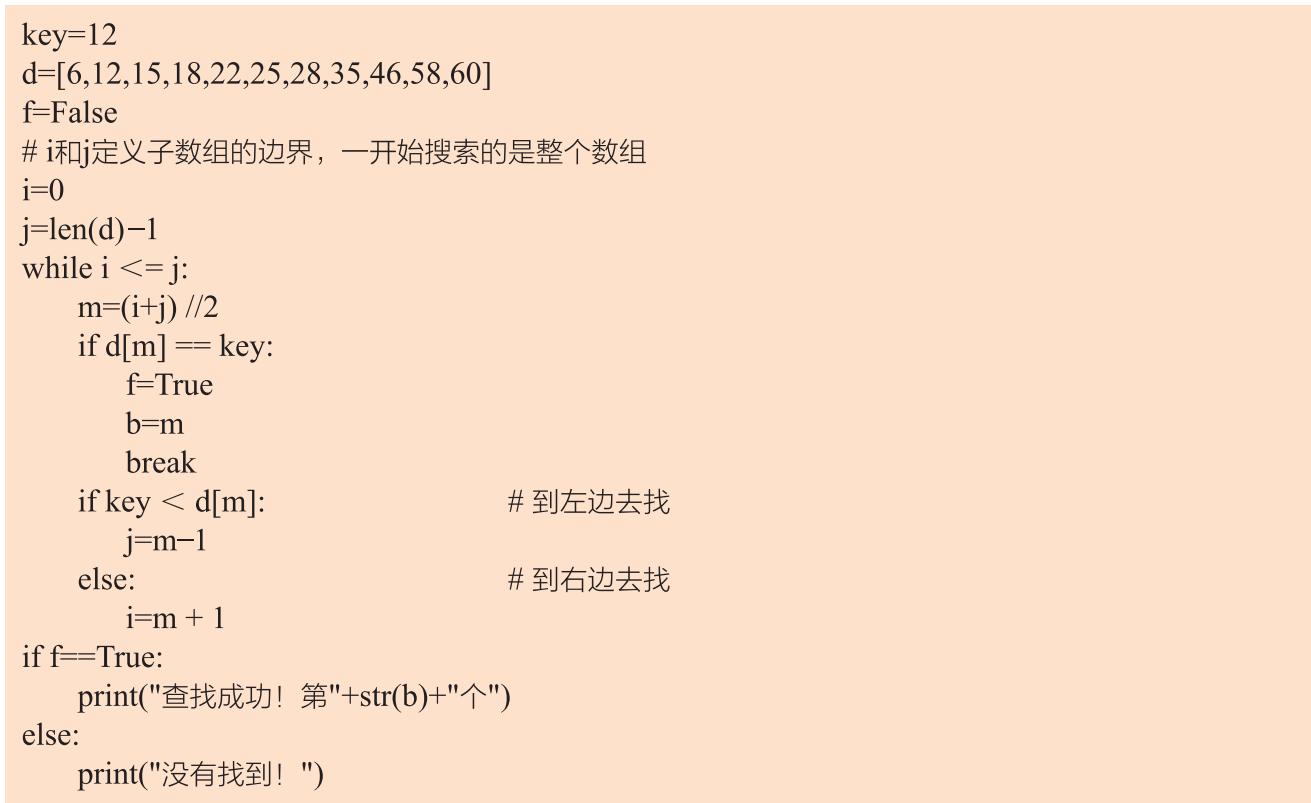 key=12
d=[6,12,15,18,22,25,28,35,46,58,60]
f=False
# i和j定义子数组的边界，一开始搜索的是整个数组
i=0
j=len(d)−1
while i <= j:
m=(i+j) //2
if d[m] == key:
f=True
b=m
break
if key < d[m]: # 到左边去找
j=m−1
else: # 到右边去找
i=m + 1
if f==True:
print("查找成功！第"+str(b)+"个")
else:
print("没有找到！")